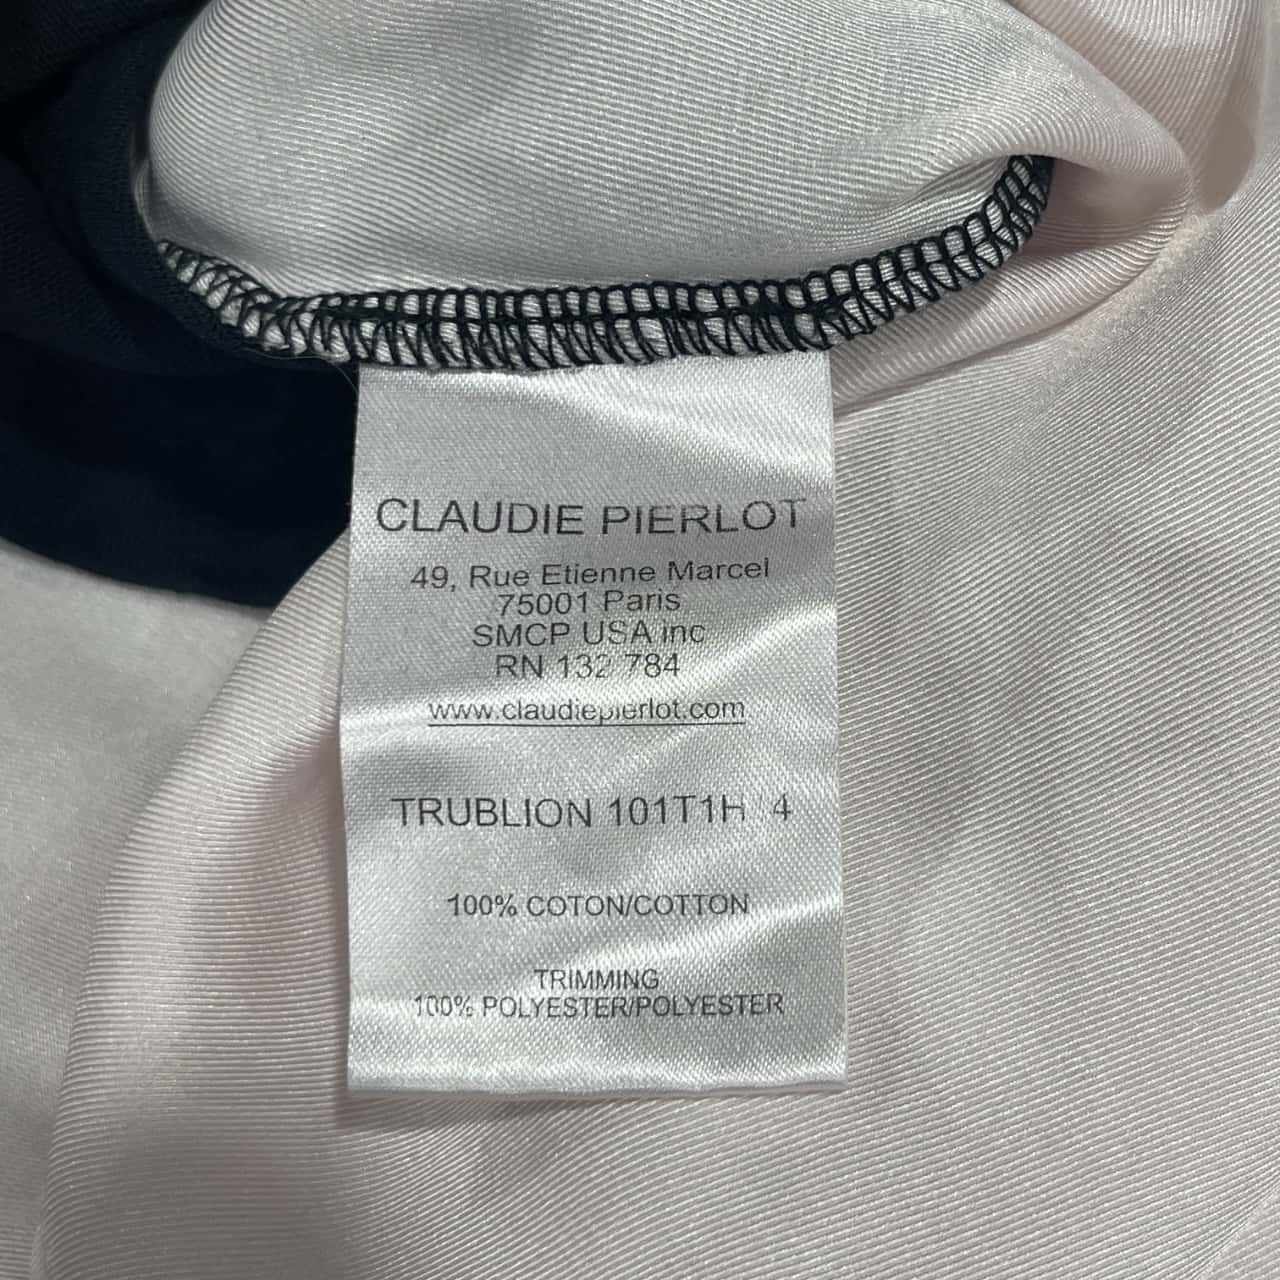 CLAUDIE PIERLOT
49, Rue Etienne Marcel
75001 Paris
SMCP USA inc
RN 132 784
www.claudiepierlot.com
TRUBLION 101T1H 4
100% COTON/COTTON
TRIMMING
100% POLYESTER/POLYESTER